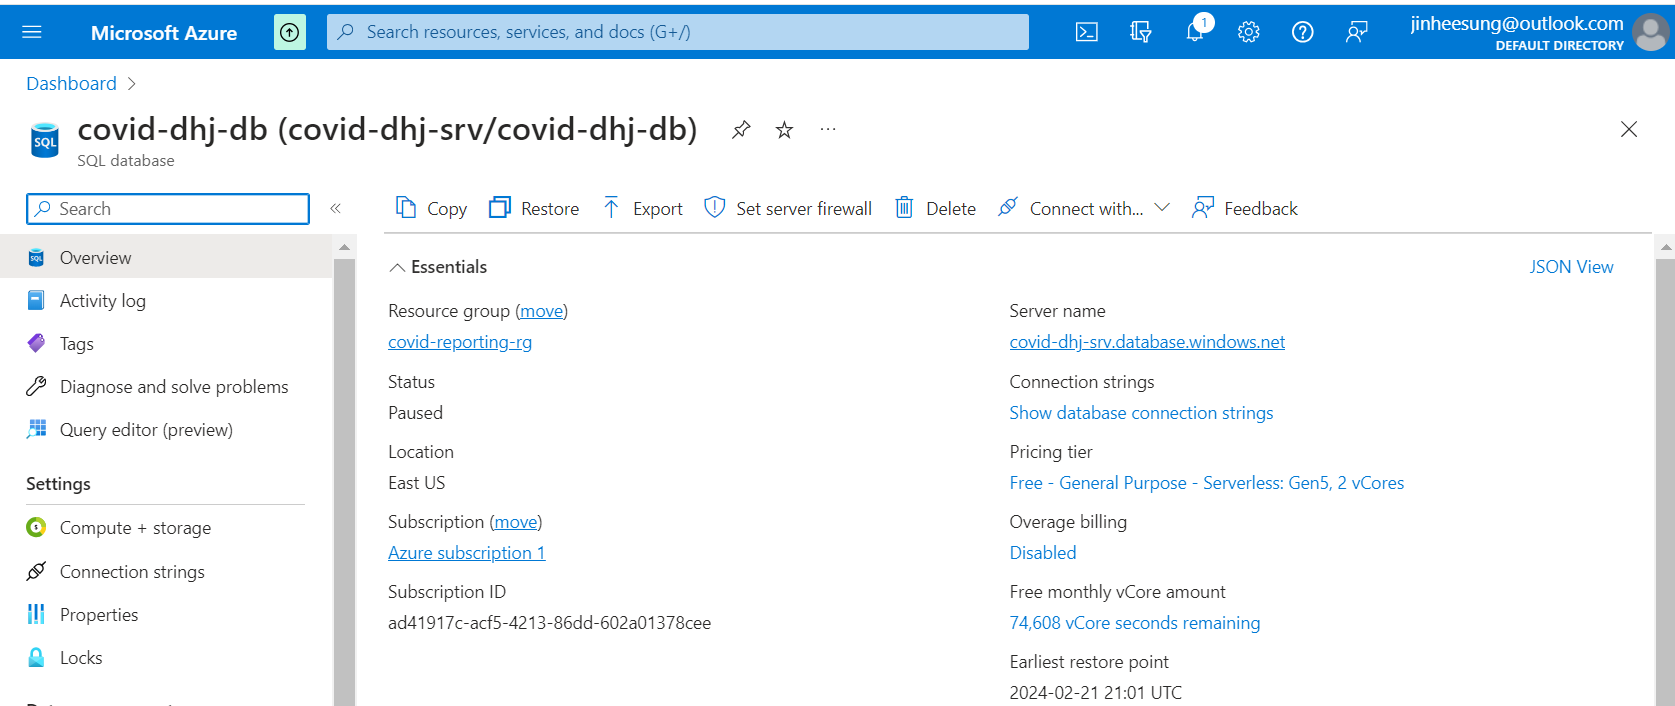 Microsoft Azure
Search resources, services, and docs (G+/)
1
jinheesung@outlook.com
DEFAULT DIRECTORY
Dashboard
SQL
covid-dhj-db (covid-dhj-srv/covid-dhj-db)
SQL database
Search
Copy
Restore
Export
Set server firewall
Delete
Connect with...
Feedback
Overview
Activity log
Tags
Diagnose and solve problems
Query editor (preview)
Settings
Compute + storage
Connection strings
Properties
Locks
Essentials
JSON View
Resource group (move)
covid-reporting-rg
Status
Paused
Location
East US
Subscription (move)
Azure subscription 1
Subscription ID
ad41917c-acf5-4213-86dd-602a01378cee
Server name
covid-dhj-srv.database.windows.net
Connection strings
Show database connection strings
Pricing tier
Free - General Purpose - Serverless: Gen5, 2 vCores
Overage billing
Disabled
Free monthly vCore amount
74,608 vCore seconds remaining
Earliest restore point
2024-02-21 21:01 UTC